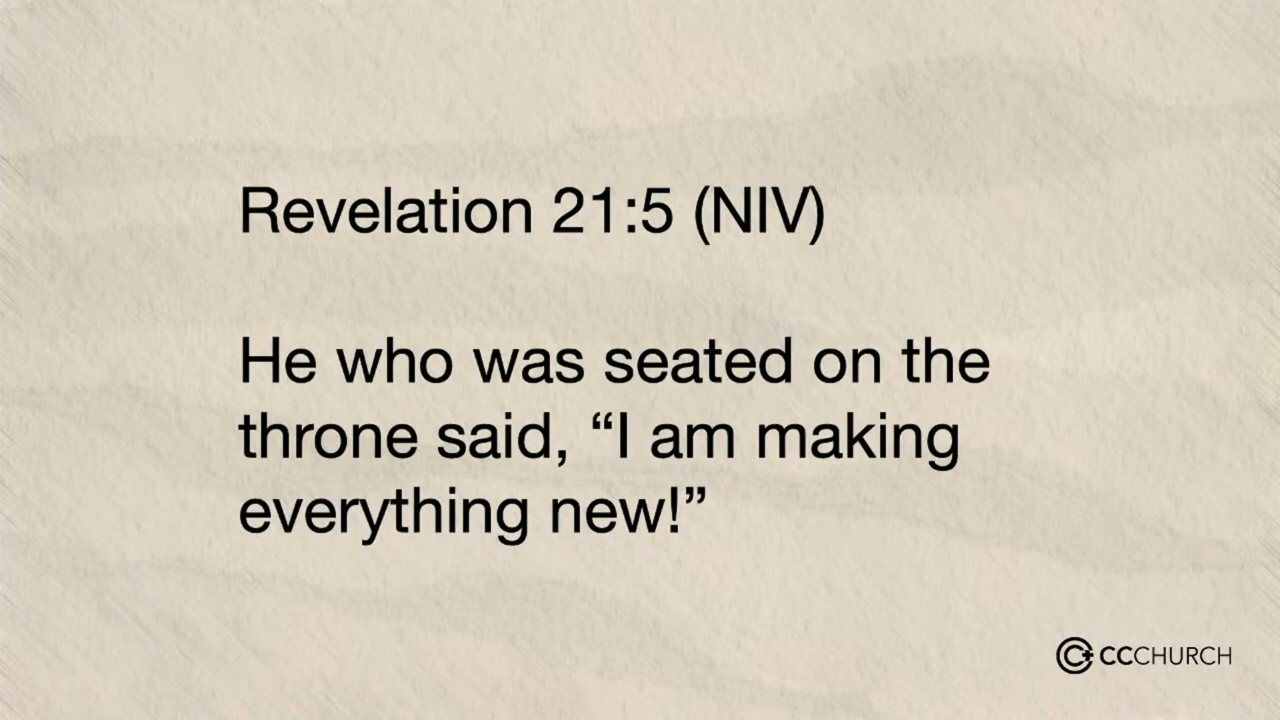 Revelation 21:5 (NIV)
He who was seated on the
throne said, “I am making
everything new!”
CCCHURCH